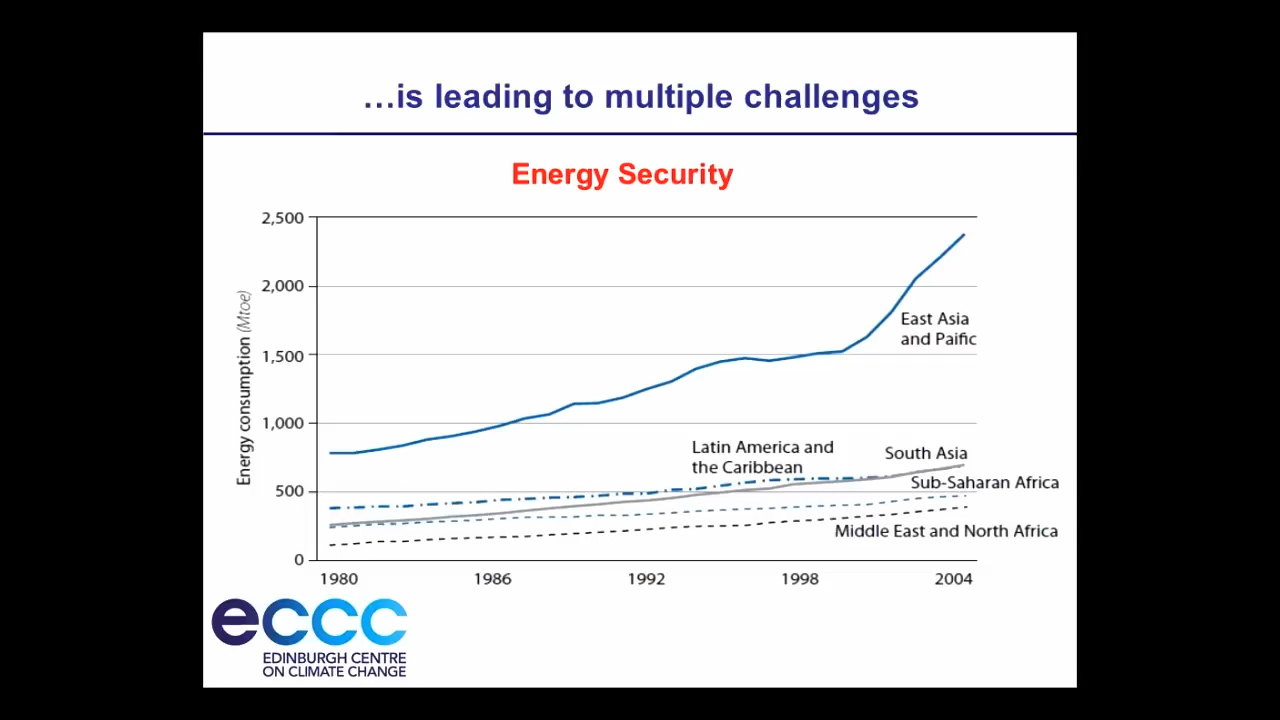 …is leading to multiple challenges
Energy Security
2,500
2,000
1,500
1,000
500
0
Energy consumption (Mtoe)
East Asia
and Paific
Latin America and
the Caribbean
South Asia
Sub-Saharan Africa
Middle East and North Africa
1980 1986 1992 1998 2004
eccc
EDINBURGH CENTRE
ON CLIMATE CHANGE